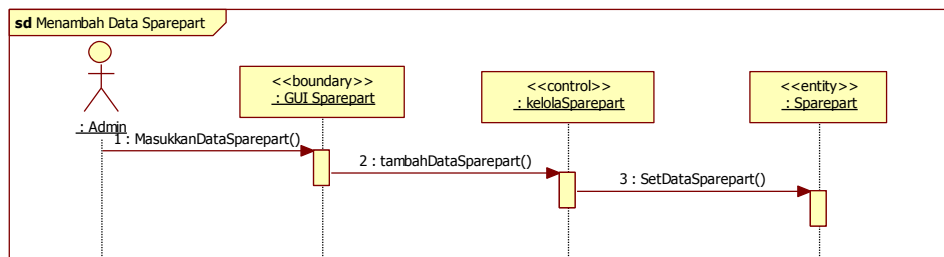 sd Menambah Data Sparepart
<<boundary>>
: GUI Sparepart
<<control>>
: kelolaSparepart
<<entity>>
: Sparepart
: Admin
1 : MasukkanDataSparepart()
2 : tambahDataSparepart()
3 : SetDataSparepart()